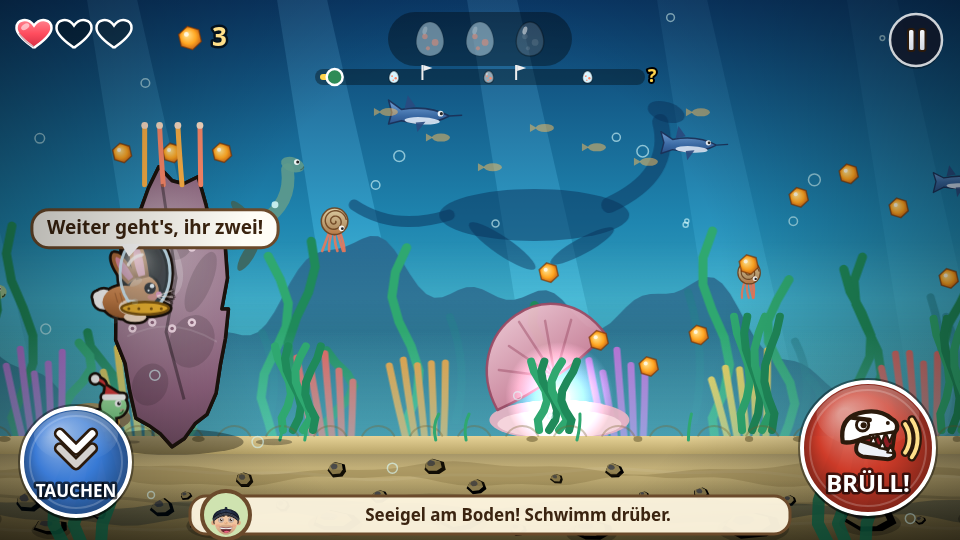 3
?
Weiter geht's, ihr zwei!
TAUCHEN
BRÜLL!
Seeigel am Boden! Schwimm drüber.